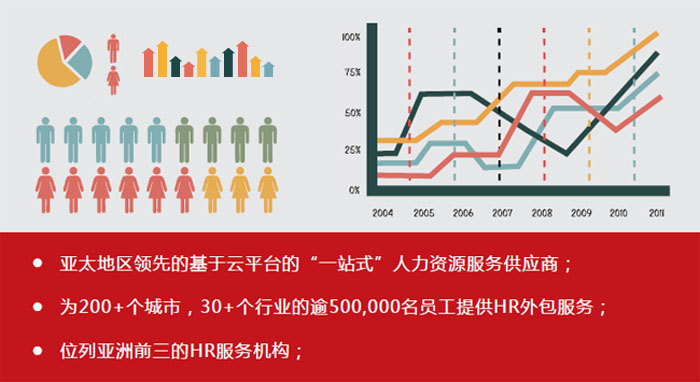 100%
75%
50%
25%
0%
2004 2005 2006 2007 2008 2009 2010 2011
亚太地区领先的基于云平台的“一站式”人力资源服务供应商；
为200+个城市，30+个行业的逾500,000名员工提供HR外包服务；
位列亚洲前三的HR服务机构；